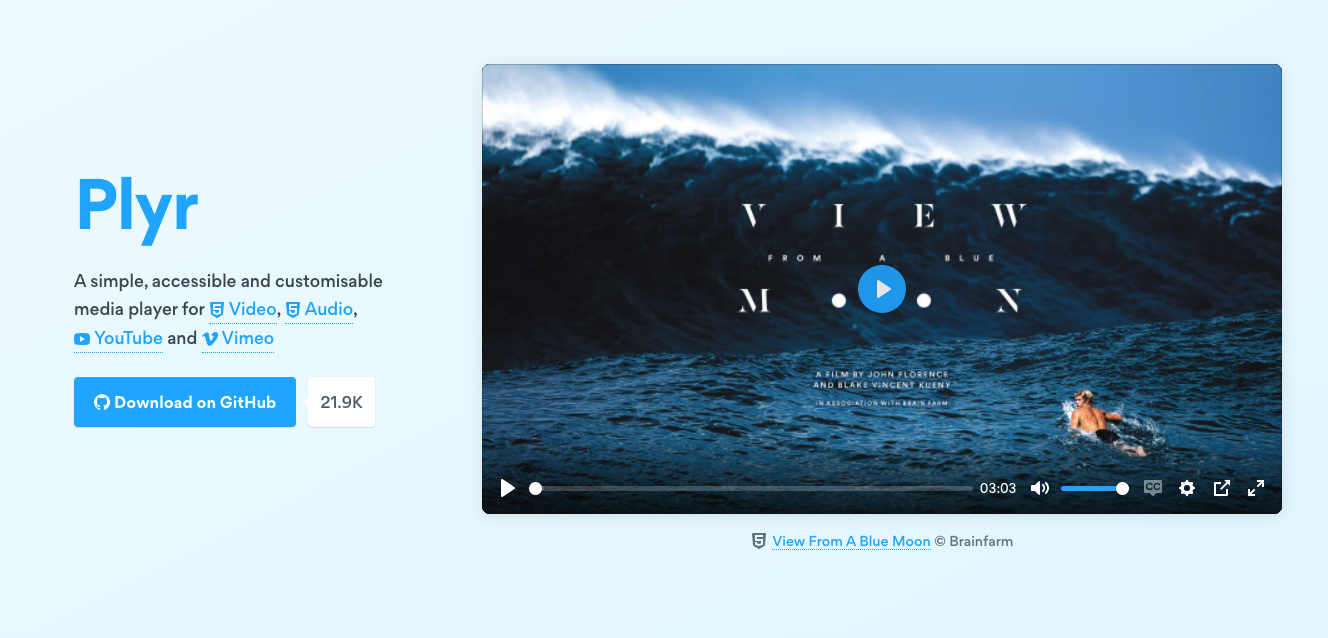 Plyr
A simple, accessible and customisable
media player for Video, Audio,
YouTube and Vimeo
Download on GitHub
21.9K
VIEW
FROM A BLUE
MOON
A FILM BY JOHN FLORENCE
AND BLAKE VINCENT KUENY
IN ASSOCIATION WITH BRAIN FARM
03:03
CC
View From A Blue Moon © Brainfarm